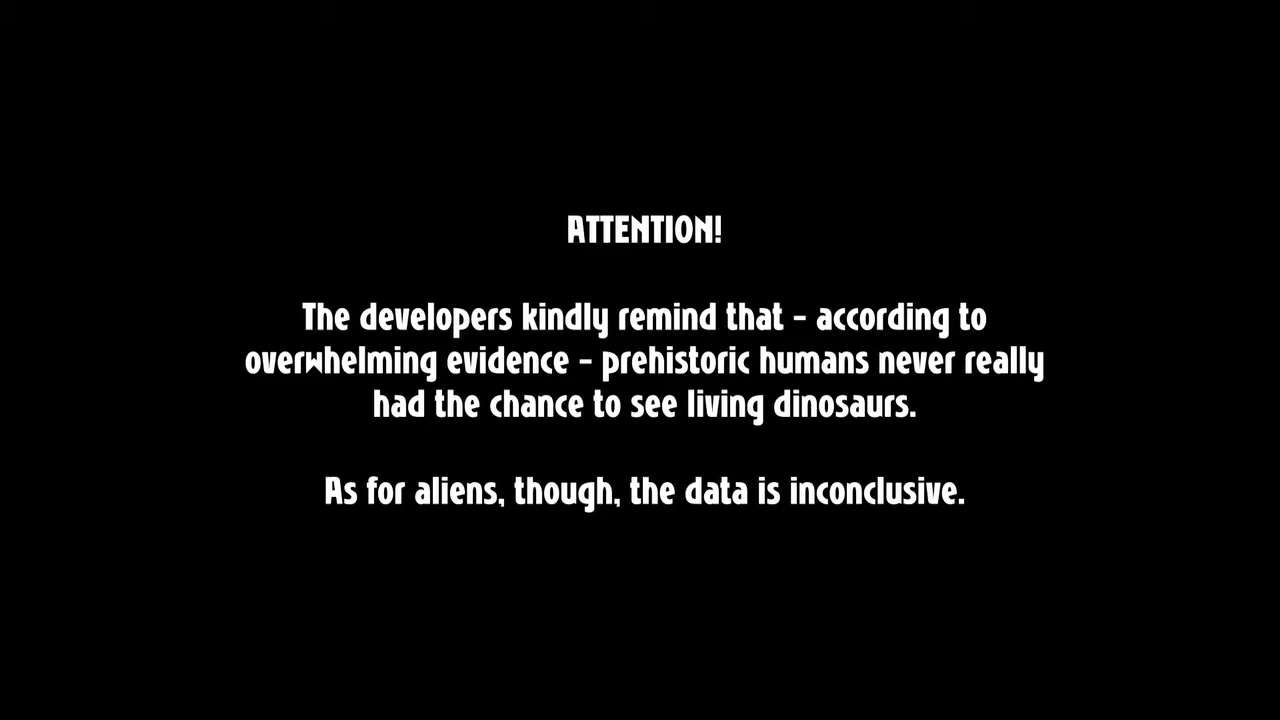 ATTENTION!
The developers kindly remind that - according to
overwhelming evidence - prehistoric humans never really
had the chance to see living dinosaurs.
As for aliens, though, the data is inconclusive.